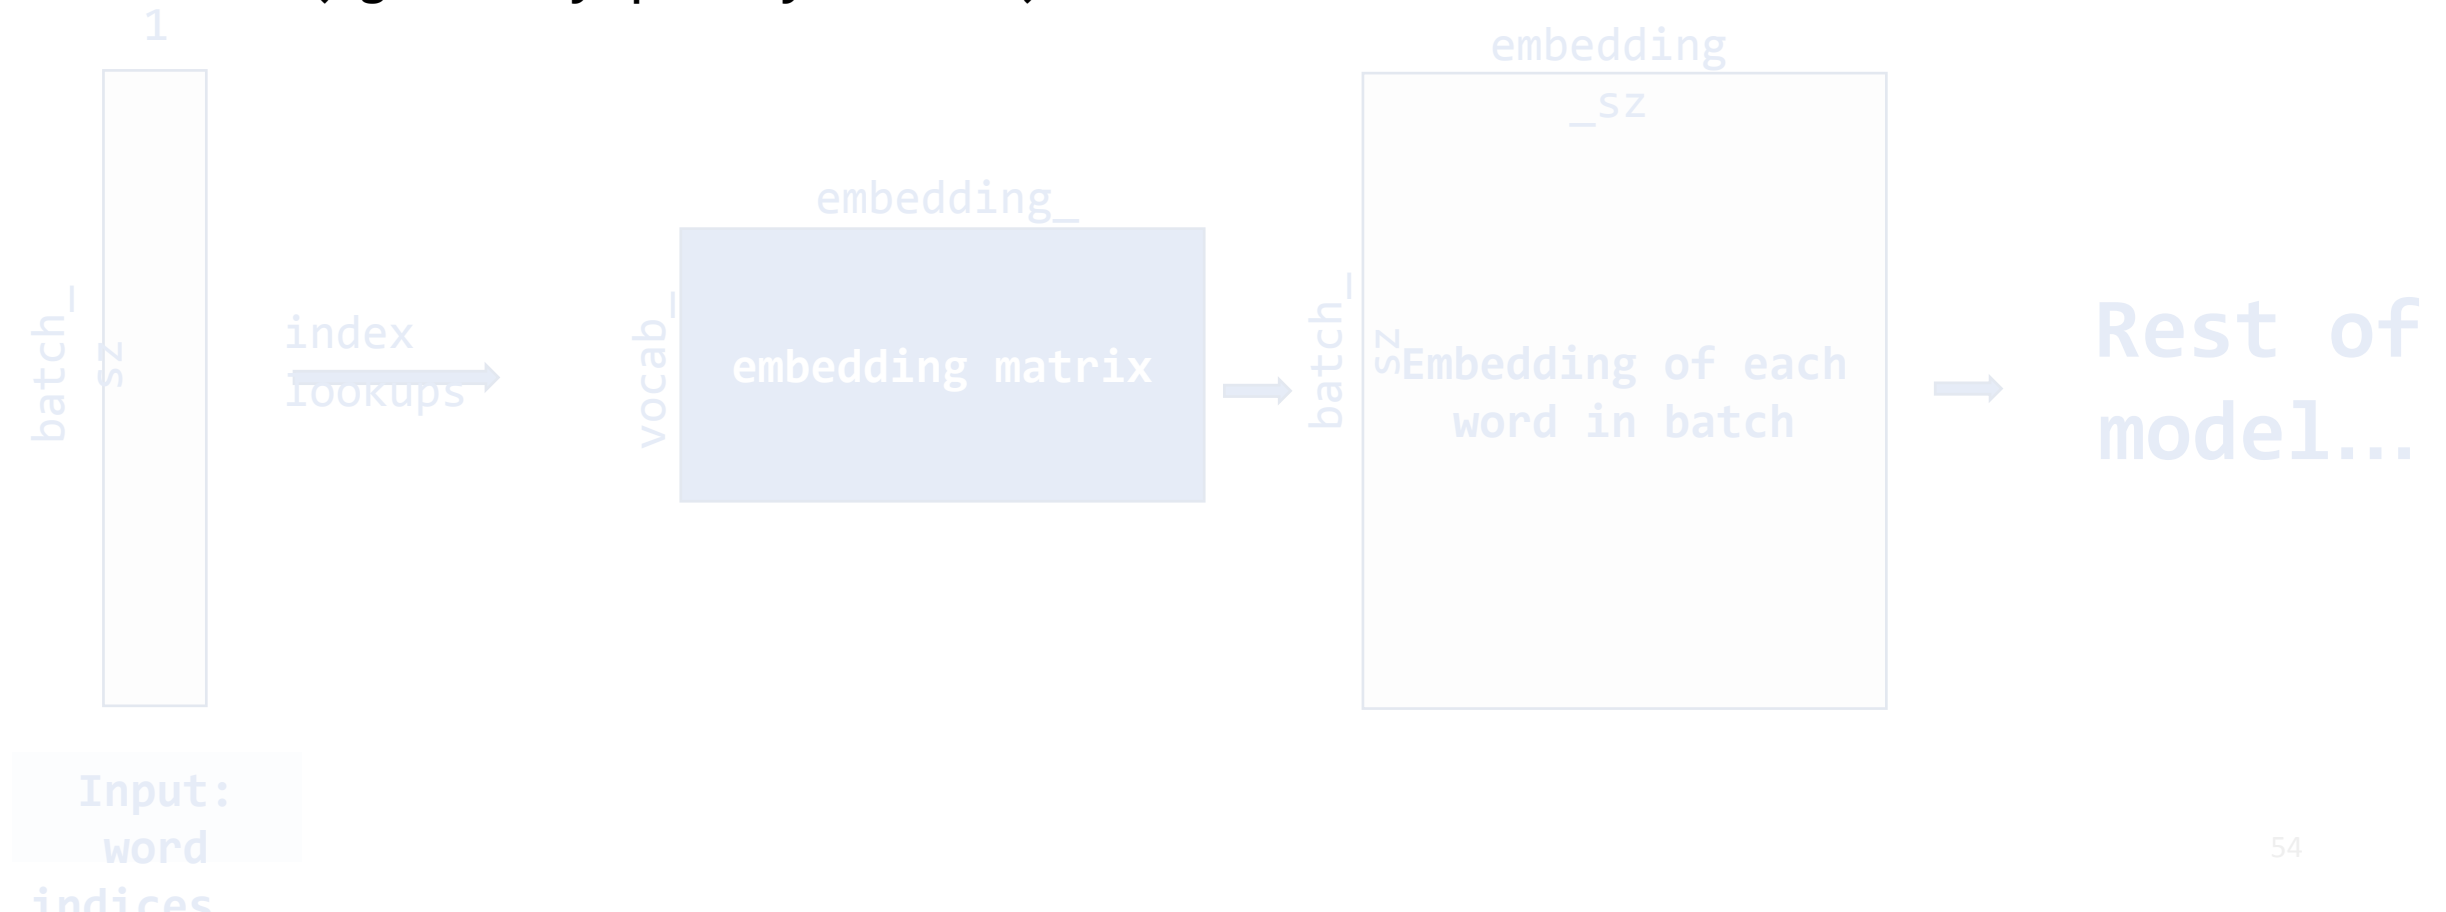 1
embedding
_sz
embedding_
batch_
sz
index
lookups
vocab_
embedding matrix
batch_
sz
Embedding of each
word in batch
Rest of
model…
Input:
word
indices
54